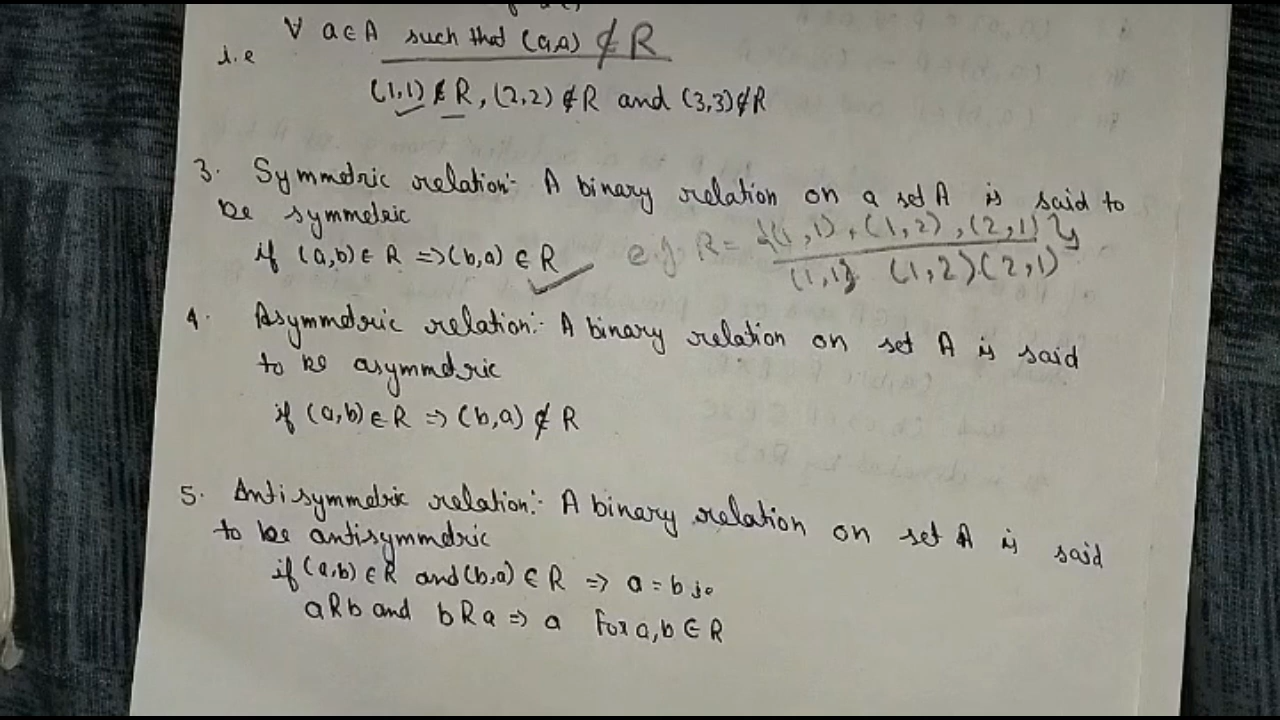 ∀ a∈A such that (a,a) ∉ R
i.e
(1,1) ∉ R, (2,2) ∉ R and (3,3) ∉ R
3. Symmetric relation:- A binary relation on a set A is said to
be symmetric
if (a,b) ∈ R => (b,a) ∈ R
e.g R = {(1,1), (1,2), (2,1)}
(1,1) (1,2) (2,1)
4. Asymmetric relation:- A binary relation on set A is said
to be asymmetric
if (a,b) ∈ R => (b,a) ∉ R
5. Antisymmetric relation:- A binary relation on set A is said
to be antisymmetric
if (a,b) ∈ R and (b,a) ∈ R => a = b ie
aRb and bRa => a For a,b ∈ R